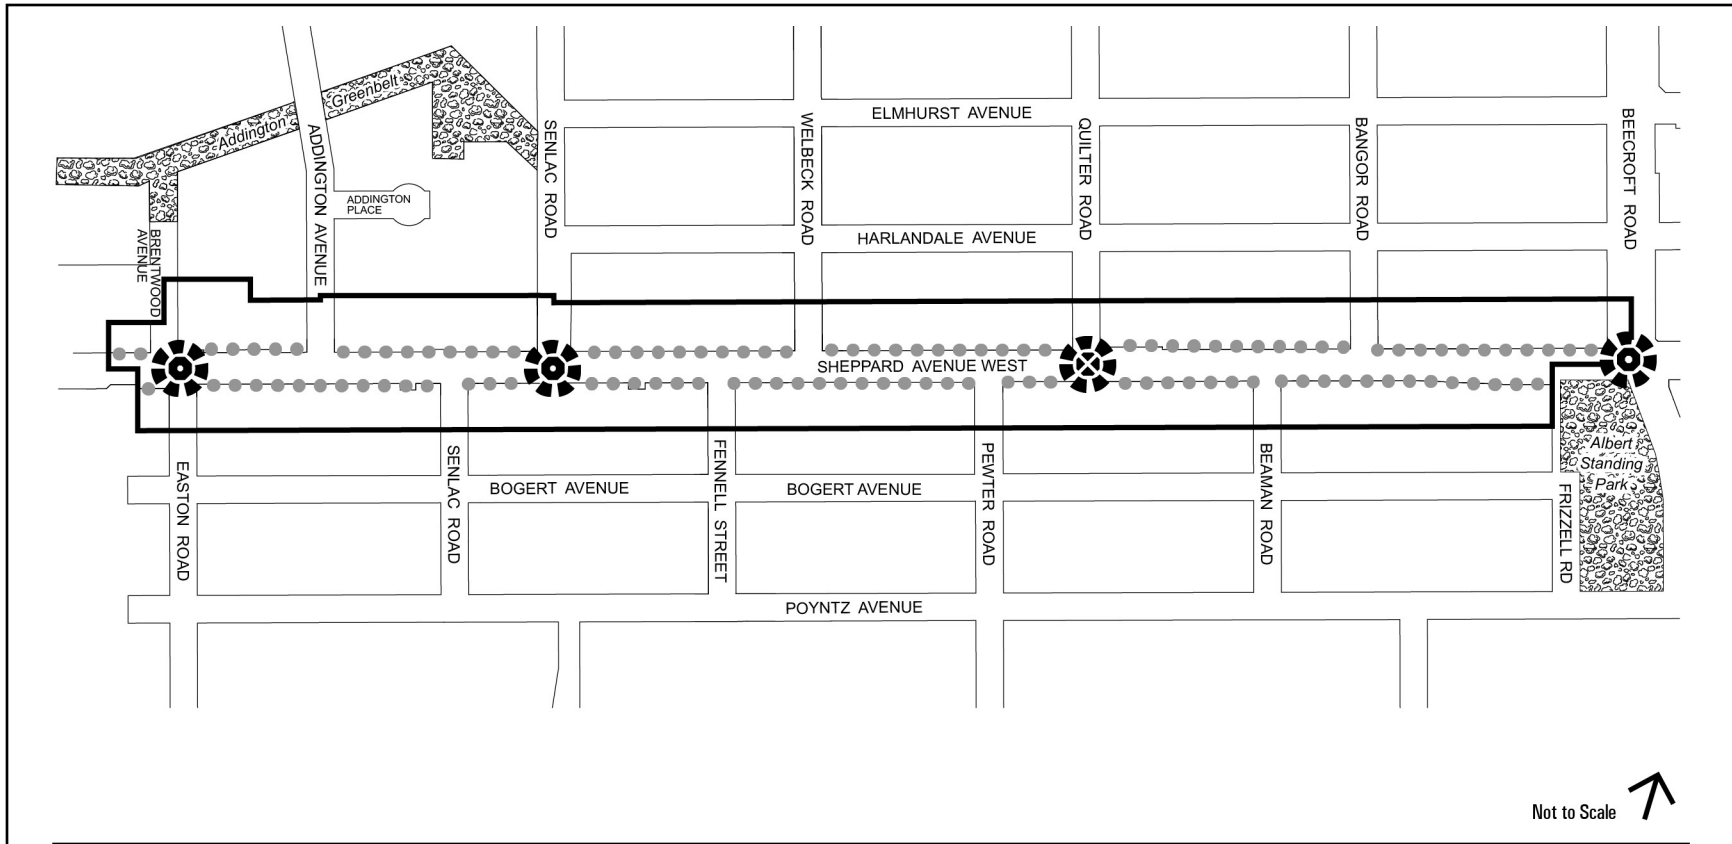 Addington Greenbelt
ADDINGTON AVENUE
ADDINGTON
PLACE
BRENTWOOD
AVENUE
SENLAC ROAD
WELBECK ROAD
QUILTER ROAD
BANGOR ROAD
BEECROFT ROAD
ELMHURST AVENUE
HARLANDALE AVENUE
SHEPPARD AVENUE WEST
EASTON ROAD
SENLAC ROAD
FENNELL STREET
PEWTER ROAD
BEAMAN ROAD
FRIZZELL RD
Albert
Standing
Park
BOGERT AVENUE
BOGERT AVENUE
POYNTZ AVENUE
Not to Scale